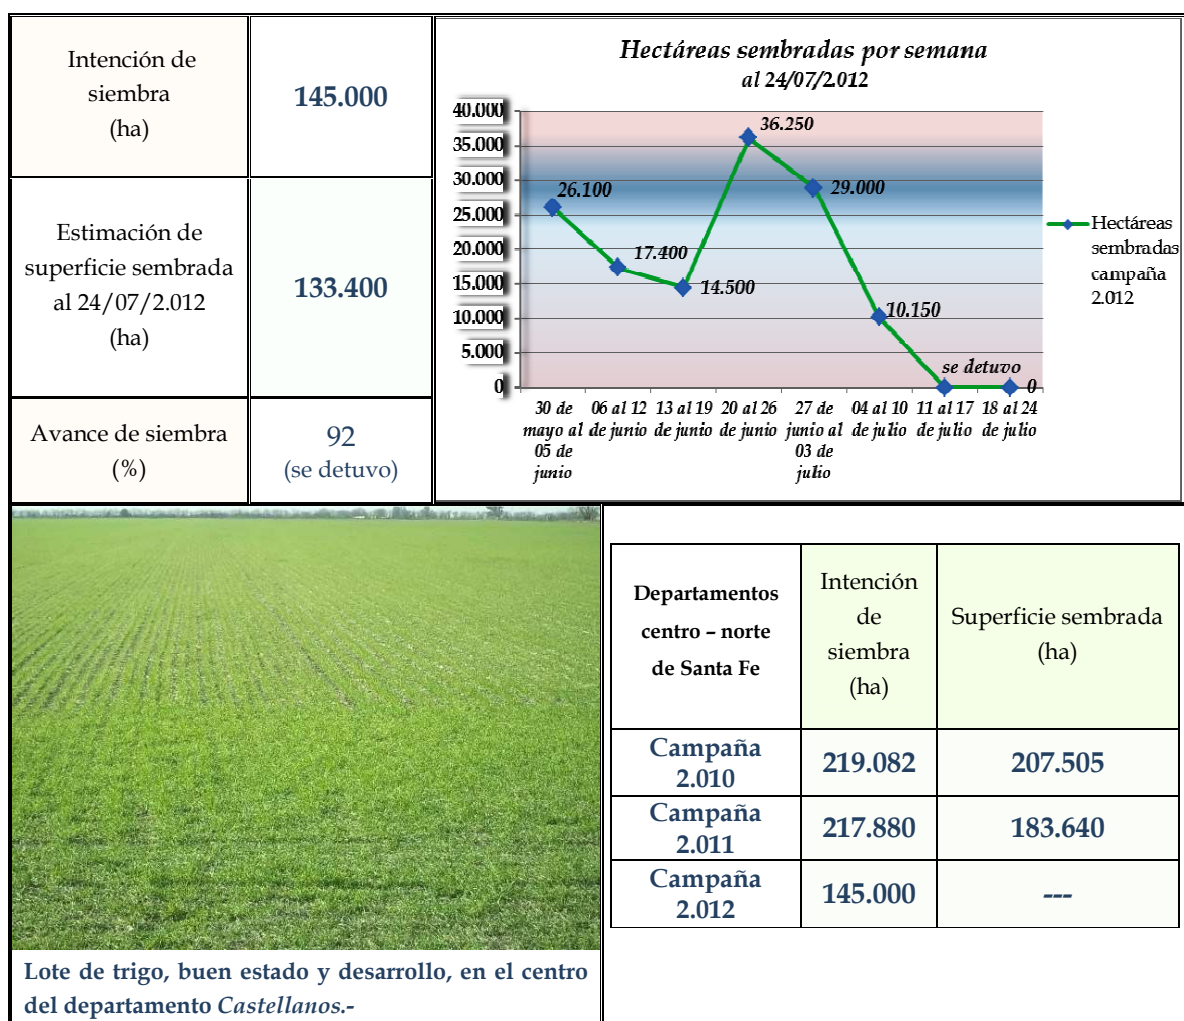 Intención de
siembra
(ha)
145.000
Estimación de
superficie sembrada
al 24/07/2.012
(ha)
133.400
Avance de siembra
(%)
92
(se detuvo)
Hectáreas sembradas por semana
al 24/07/2.012
40.000
35.000
30.000
25.000
20.000
15.000
10.000
5.000
0
26.100
17.400
14.500
36.250
29.000
10.150
se detuvo
0
30 de
mayo al
05 de
junio
06 al 12
de junio
13 al 19
de junio
20 al 26
de junio
27 de
junio al
03 de
julio
04 al 10
de julio
11 al 17
de julio
18 al 24
de julio
Hectáreas
sembradas
campaña
2.012
Lote de trigo, buen estado y desarrollo, en el centro
del departamento Castellanos.-
Departamentos
centro – norte
de Santa Fe
Intención
de
siembra
(ha)
Superficie sembrada
(ha)
Campaña
2.010
219.082
207.505
Campaña
2.011
217.880
183.640
Campaña
2.012
145.000
---